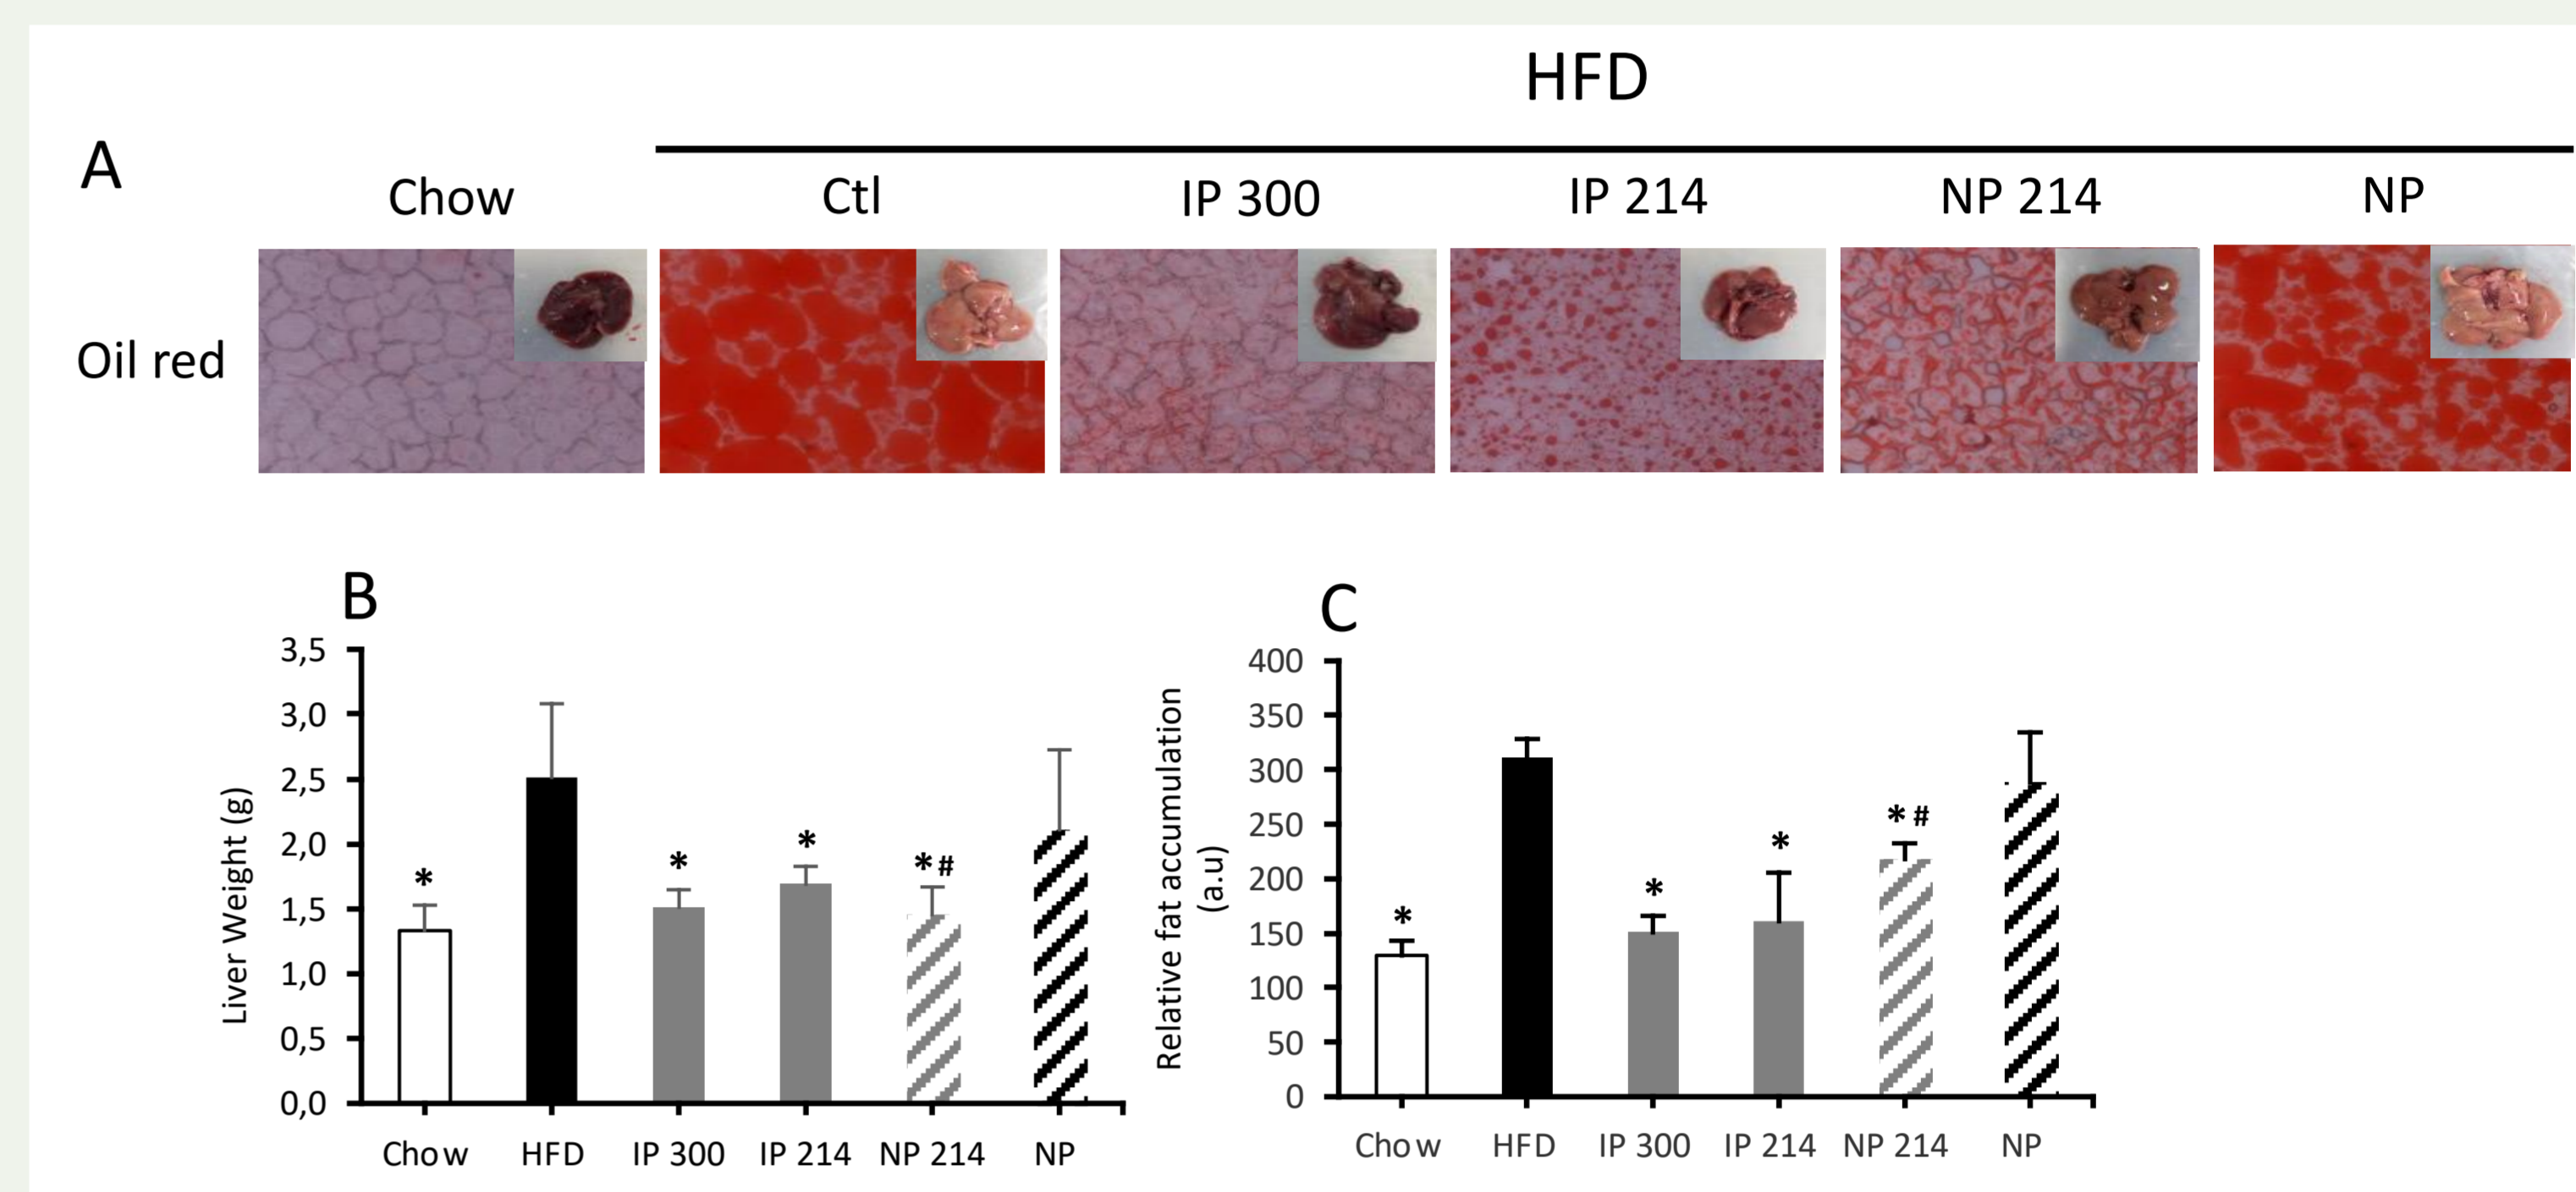 HFD
A
Chow Ctl IP 300 IP 214 NP 214 NP
Oil red
B
3,5
3,0
2,5
2,0
1,5
1,0
0,5
0,0
Liver Weight (g)
* * * *#
Chow HFD IP 300 IP 214 NP 214 NP
C
400
350
300
250
200
150
100
50
0
Relative fat accumulation
(a.u)
* * * *#
Chow HFD IP 300 IP 214 NP 214 NP